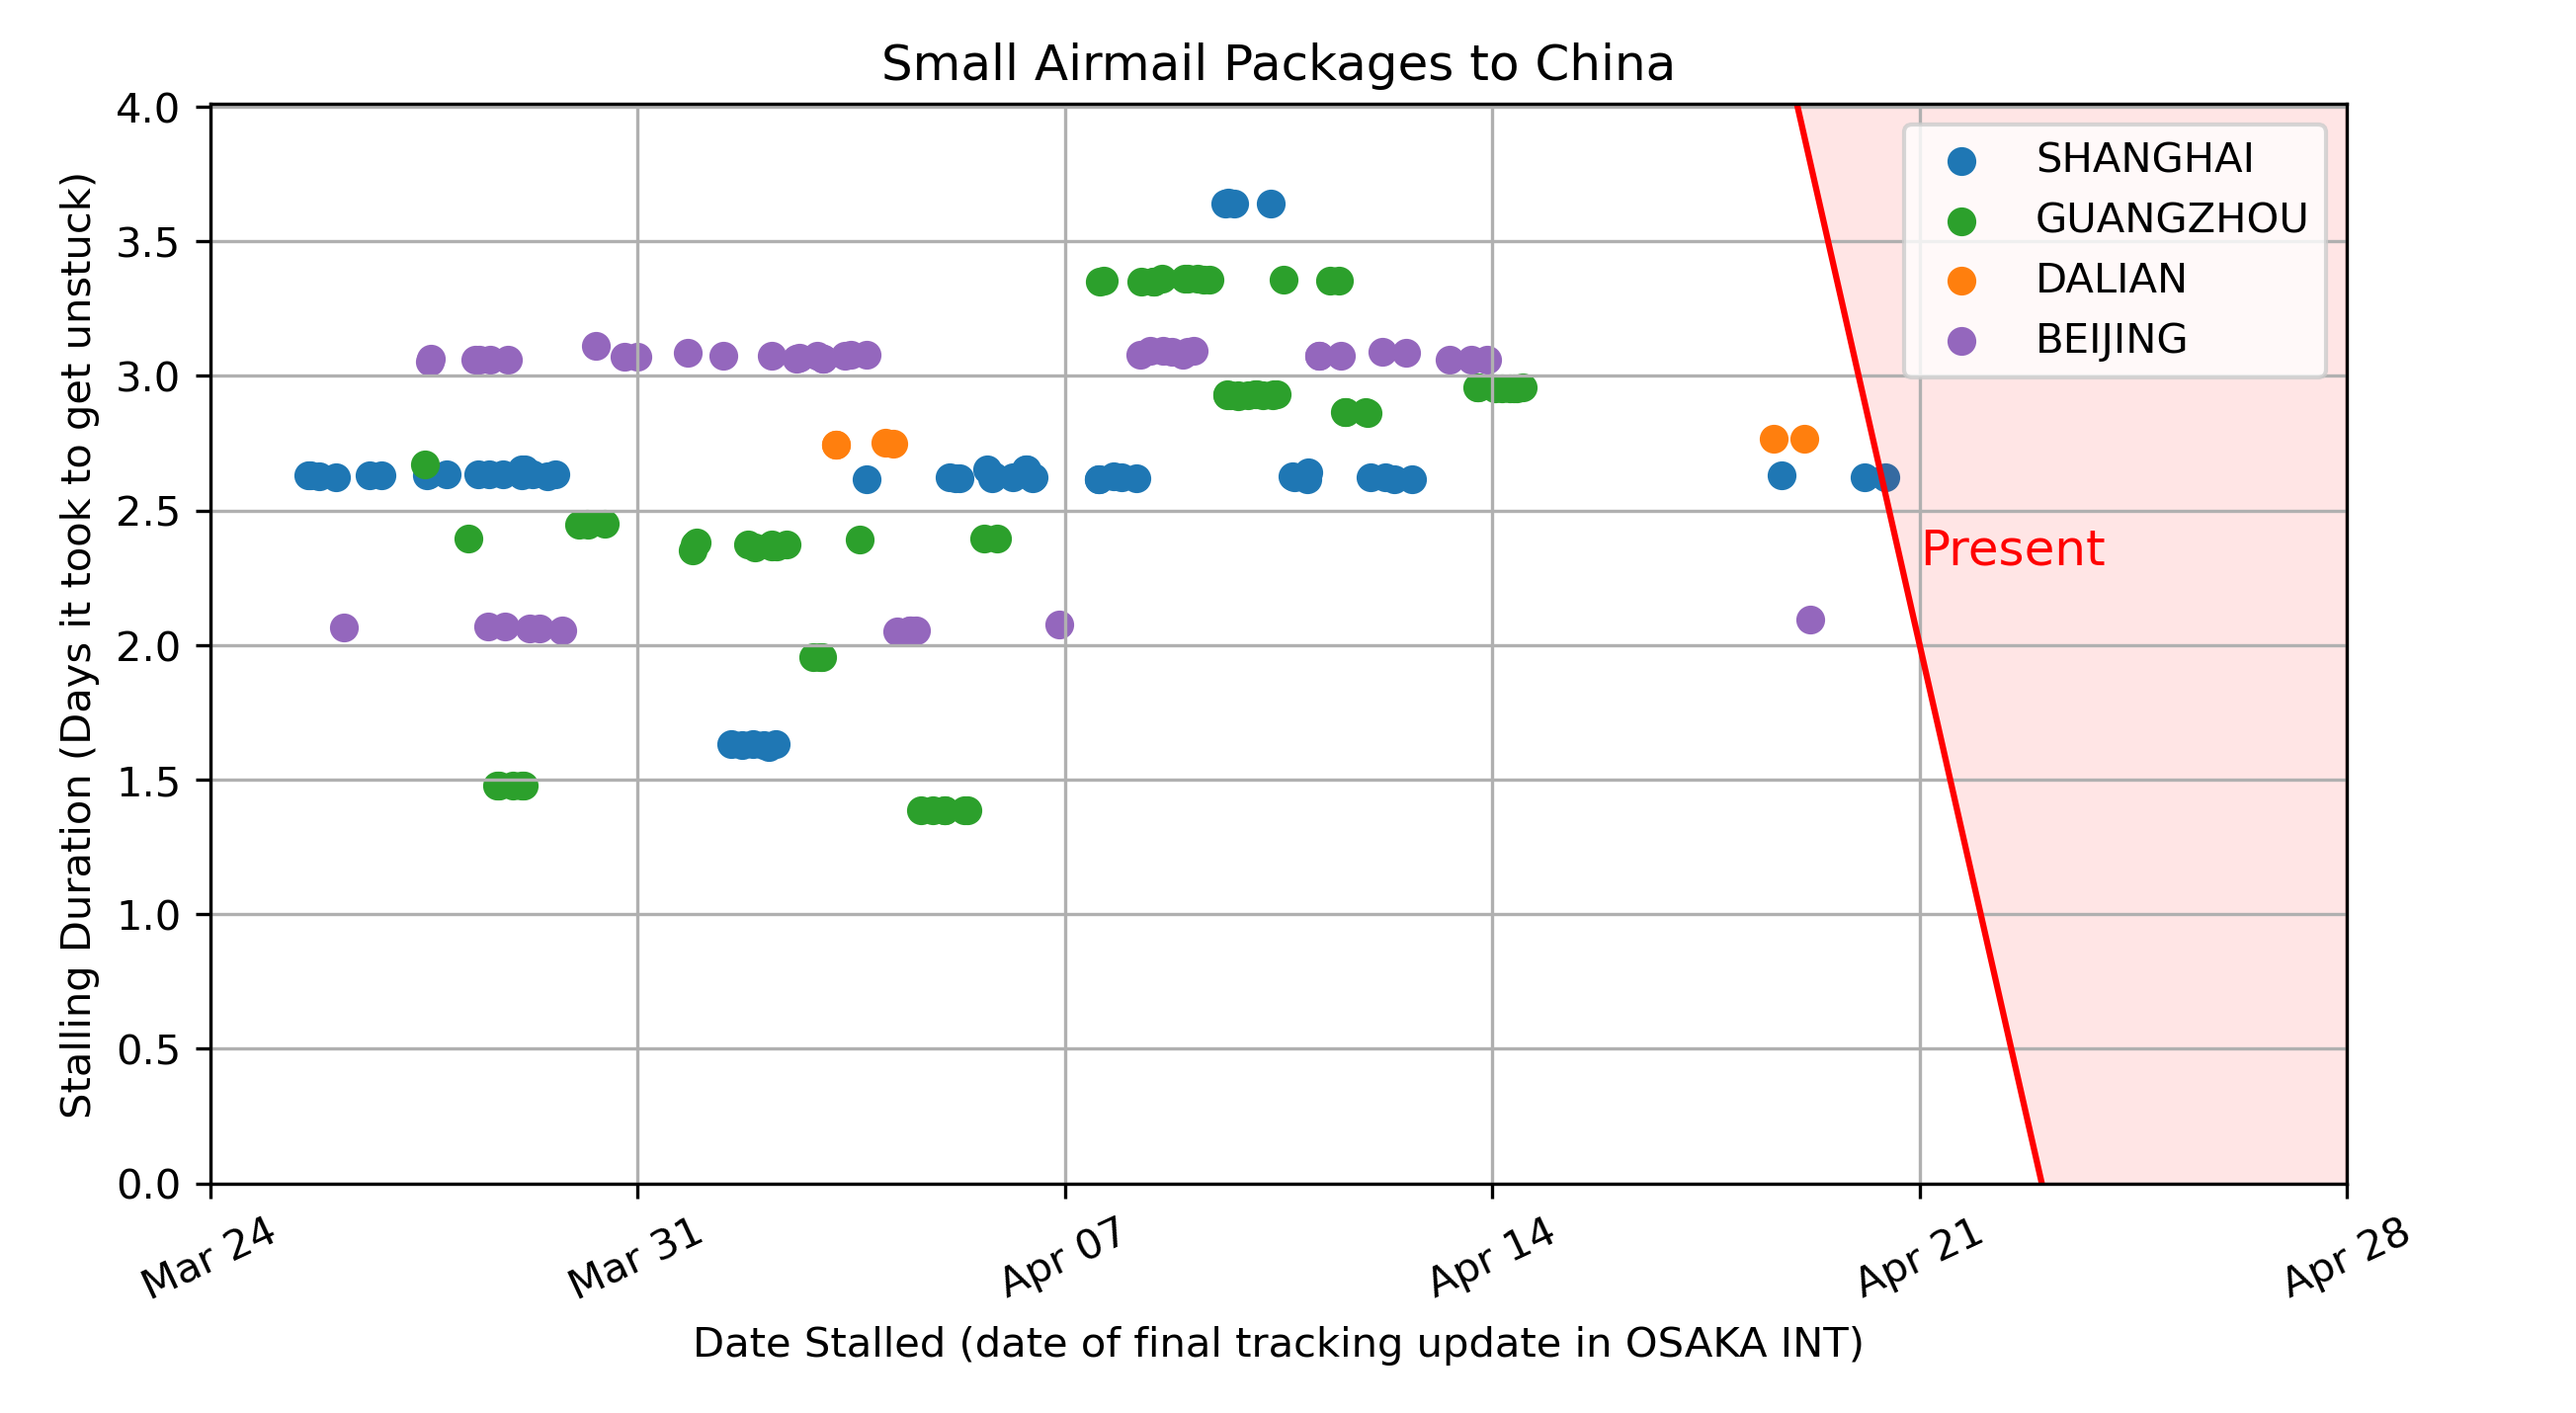 Small Airmail Packages to China
Stalling Duration (Days it took to get unstuck)
4.0
3.5
3.0
2.5
2.0
1.5
1.0
0.5
0.0
SHANGHAI
GUANGZHOU
DALIAN
BEIJING
Present
Mar 24
Mar 31
Apr 07
Apr 14
Apr 21
Apr 28
Date Stalled (date of final tracking update in OSAKA INT)